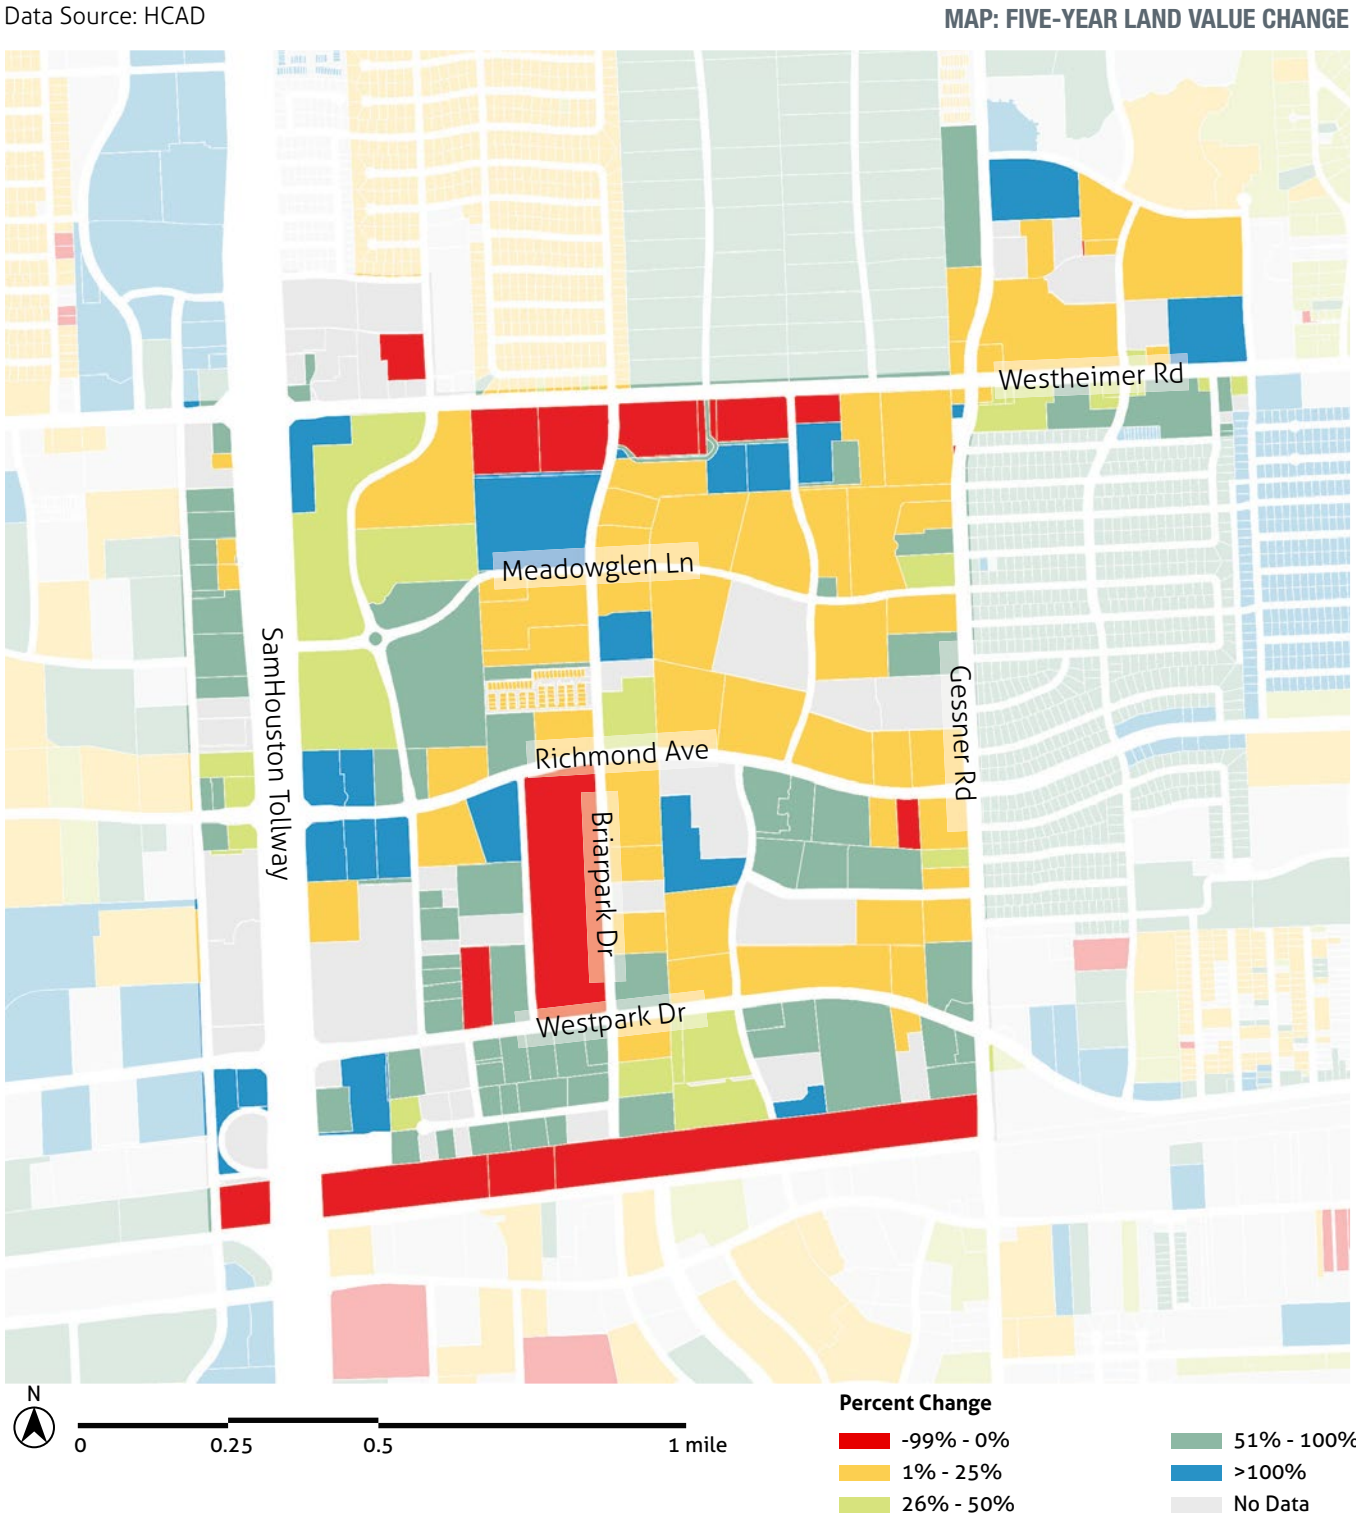 Data Source: HCAD
MAP: FIVE-YEAR LAND VALUE CHANGE
Westheimer Rd
Meadowglen Ln
SamHouston Tollway
Gessner Rd
Richmond Ave
Briarpark Dr
Westpark Dr
N
0 0.25 0.5 1 mile
Percent Change
-99% - 0%
1% - 25%
26% - 50%
51% - 100%
>100%
No Data